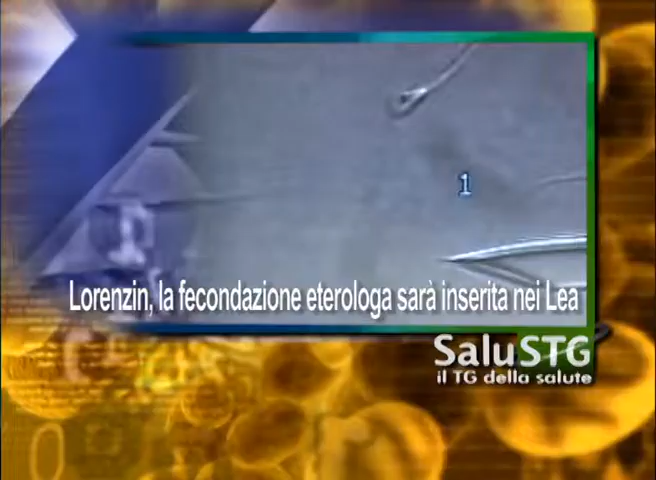 1
Lorenzin, la fecondazione eterologa sarà inserita nei Lea
SaluSTG
il TG della salute